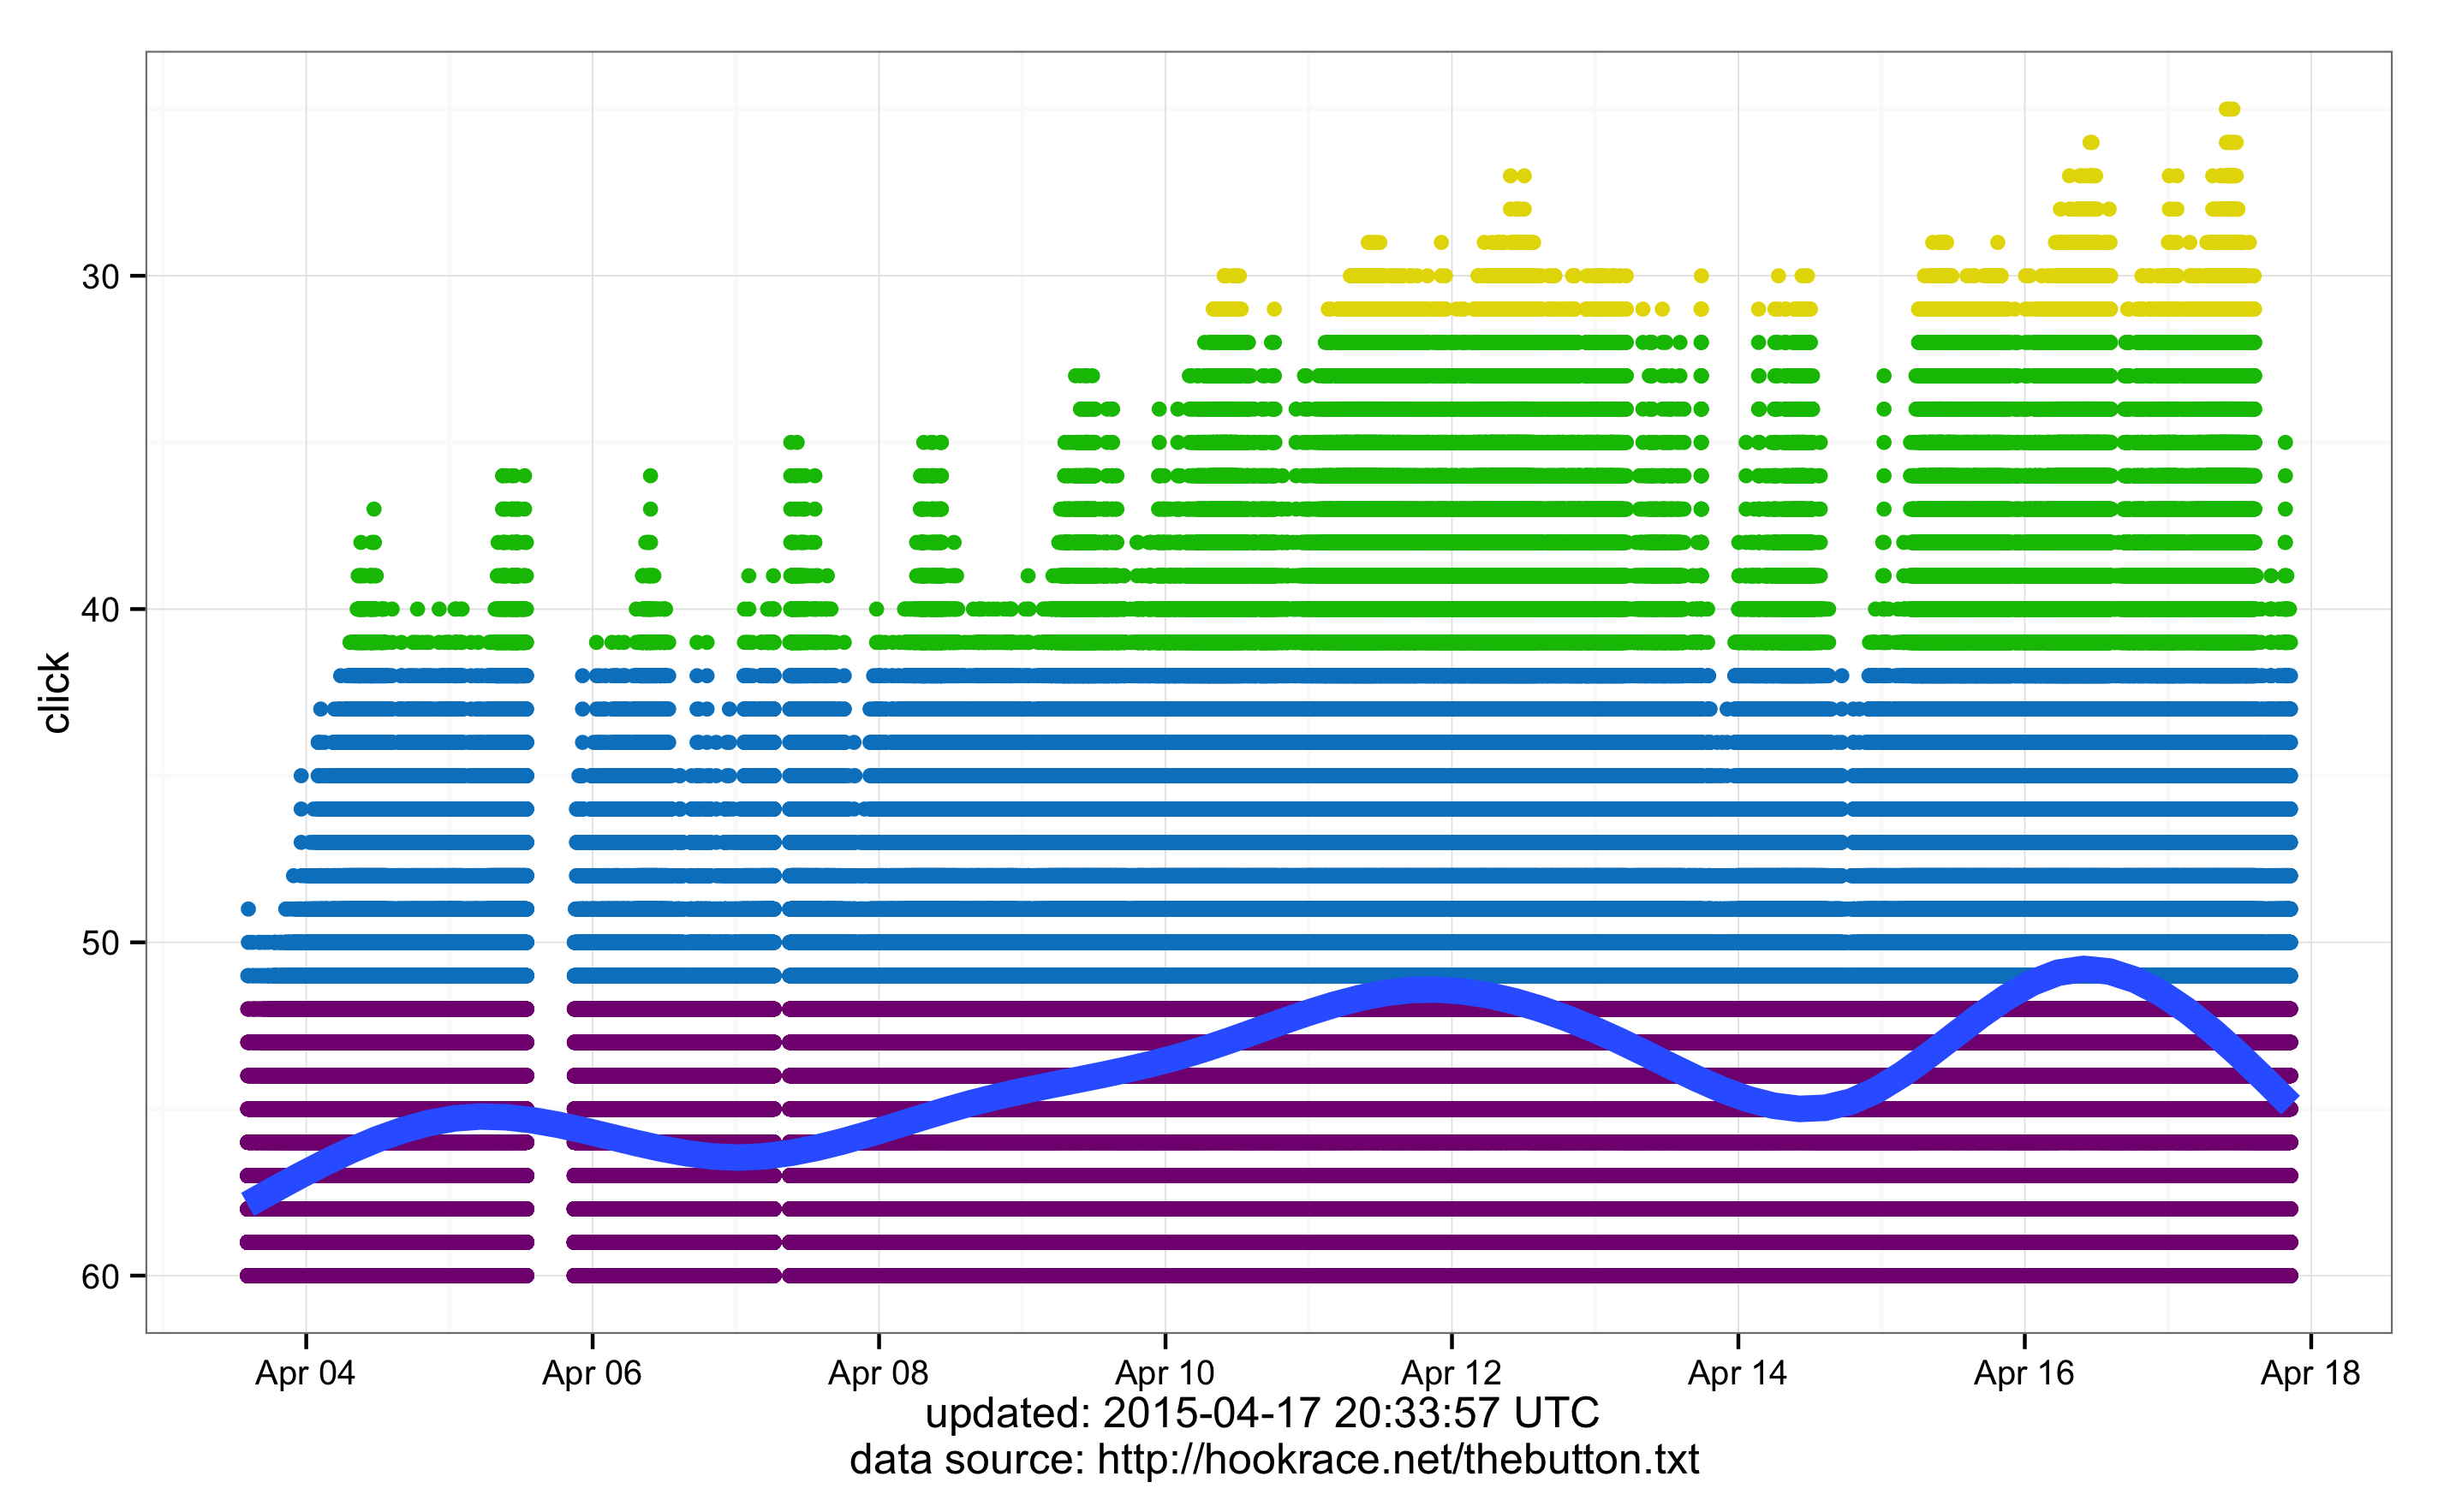 click
30
40
50
60
Apr 04 Apr 06 Apr 08 Apr 10 Apr 12 Apr 14 Apr 16 Apr 18
updated: 2015-04-17 20:33:57 UTC
data source: http://hookrace.net/thebutton.txt